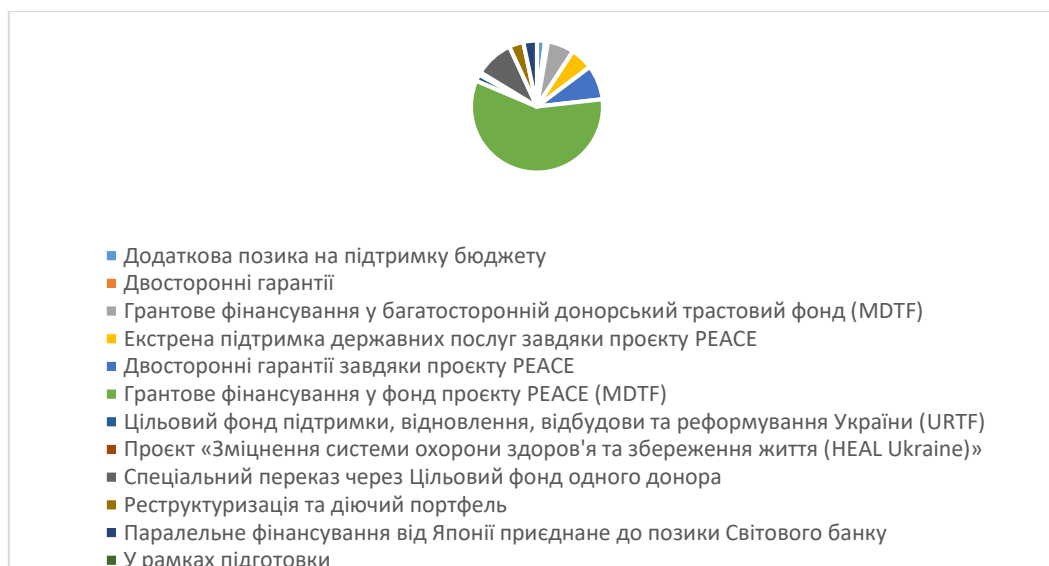 Додаткова позика на підтримку бюджету
Двосторонні гарантії
Грантове фінансування у багатосторонній донорський трастовий фонд (MDTF)
Екстрена підтримка державних послуг завдяки проєкту PEACE
Двосторонні гарантії завдяки проєкту PEACE
Грантове фінансування у фонд проєкту PEACE (MDTF)
Цільовий фонд підтримки, відновлення, відбудови та реформування України (URTF)
Проєкт «Зміцнення системи охорони здоров'я та збереження життя (HEAL Ukraine)»
Спеціальний переказ через Цільовий фонд одного донора
Реструктуризація та діючий портфель
Паралельне фінансування від Японії приєднане до позики Світового банку
У рамках підготовки